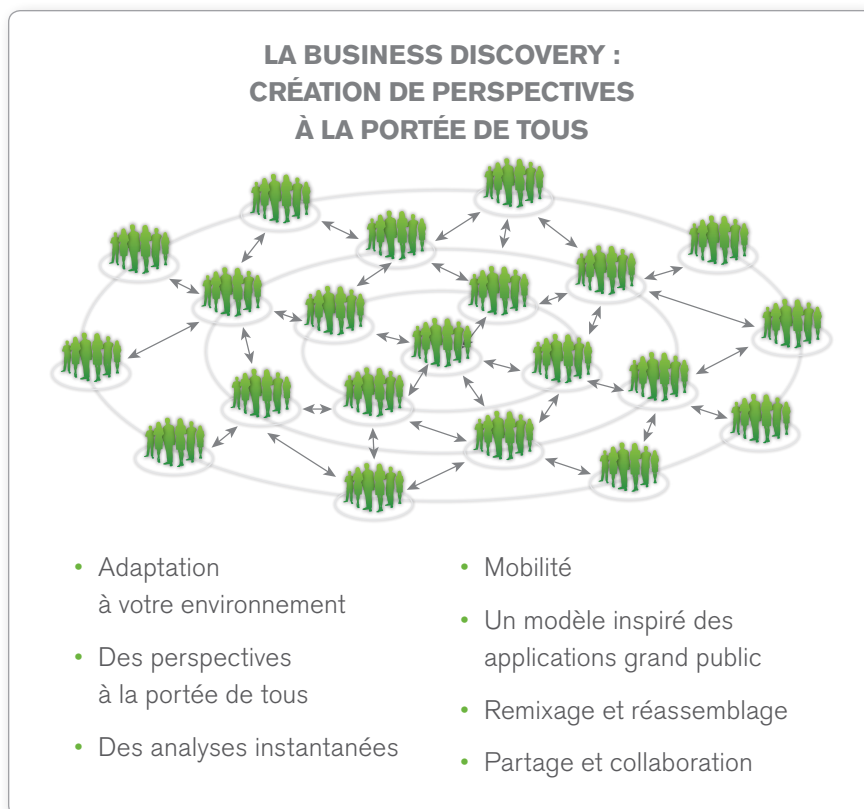 LA BUSINESS DISCOVERY :
CRÉATION DE PERSPECTIVES
À LA PORTÉE DE TOUS
• Adaptation
à votre environnement
• Des perspectives
à la portée de tous
• Des analyses instantanées
• Mobilité
• Un modèle inspiré des
applications grand public
• Remixage et réassemblage
• Partage et collaboration